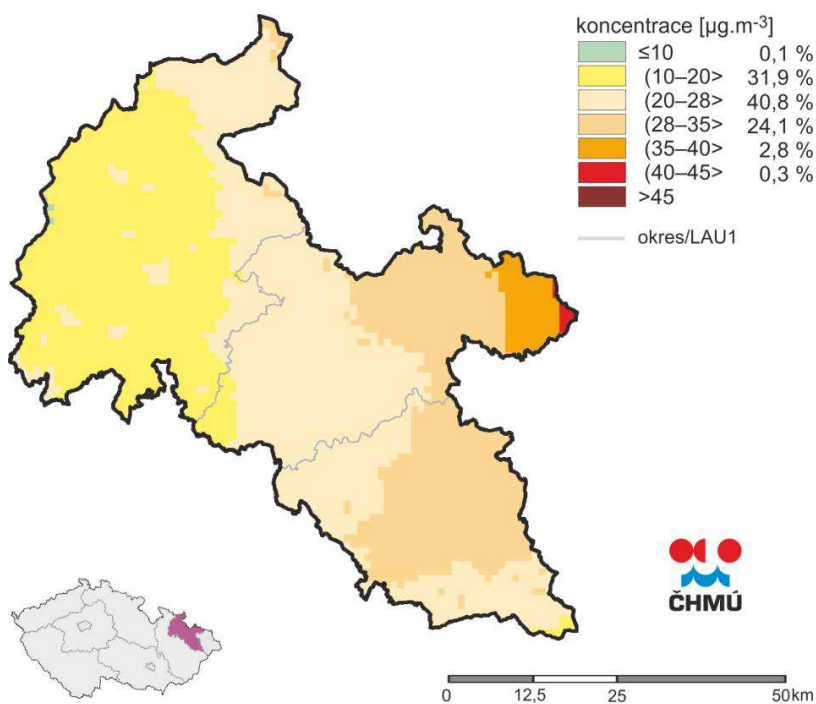 koncentrace [µg.m-3]
≤10 0,1 %
(10–20> 31,9 %
(20–28> 40,8 %
(28–35> 24,1 %
(35–40> 2,8 %
(40–45> 0,3 %
>45
okres/LAU1
ČHMÚ
0 12,5 25 50km